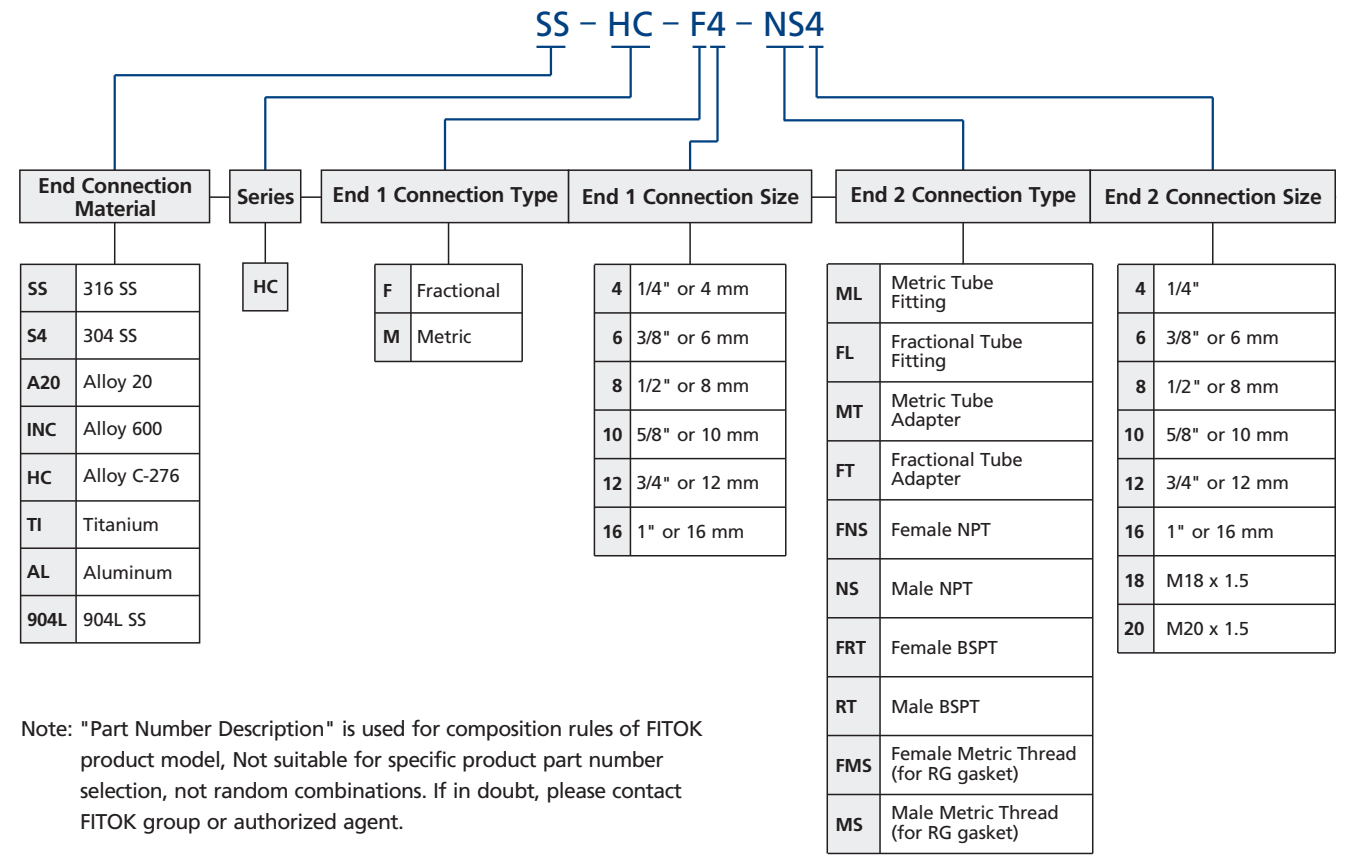 SS – HC – F4 – NS4
End Connection
Material
Series
End 1 Connection Type
End 1 Connection Size
End 2 Connection Type
End 2 Connection Size
SS 316 SS
S4 304 SS
A20 Alloy 20
INC Alloy 600
HC Alloy C-276
TI Titanium
AL Aluminum
904L 904L SS
HC
F Fractional
M Metric
4 1/4" or 4 mm
6 3/8" or 6 mm
8 1/2" or 8 mm
10 5/8" or 10 mm
12 3/4" or 12 mm
16 1" or 16 mm
ML Metric Tube
Fitting
FL Fractional Tube
Fitting
MT Metric Tube
Adapter
FT Fractional Tube
Adapter
FNS Female NPT
NS Male NPT
FRT Female BSPT
RT Male BSPT
FMS Female Metric Thread
(for RG gasket)
MS Male Metric Thread
(for RG gasket)
4 1/4"
6 3/8" or 6 mm
8 1/2" or 8 mm
10 5/8" or 10 mm
12 3/4" or 12 mm
16 1" or 16 mm
18 M18 x 1.5
20 M20 x 1.5
Note: "Part Number Description" is used for composition rules of FITOK
product model, Not suitable for specific product part number
selection, not random combinations. If in doubt, please contact
FITOK group or authorized agent.